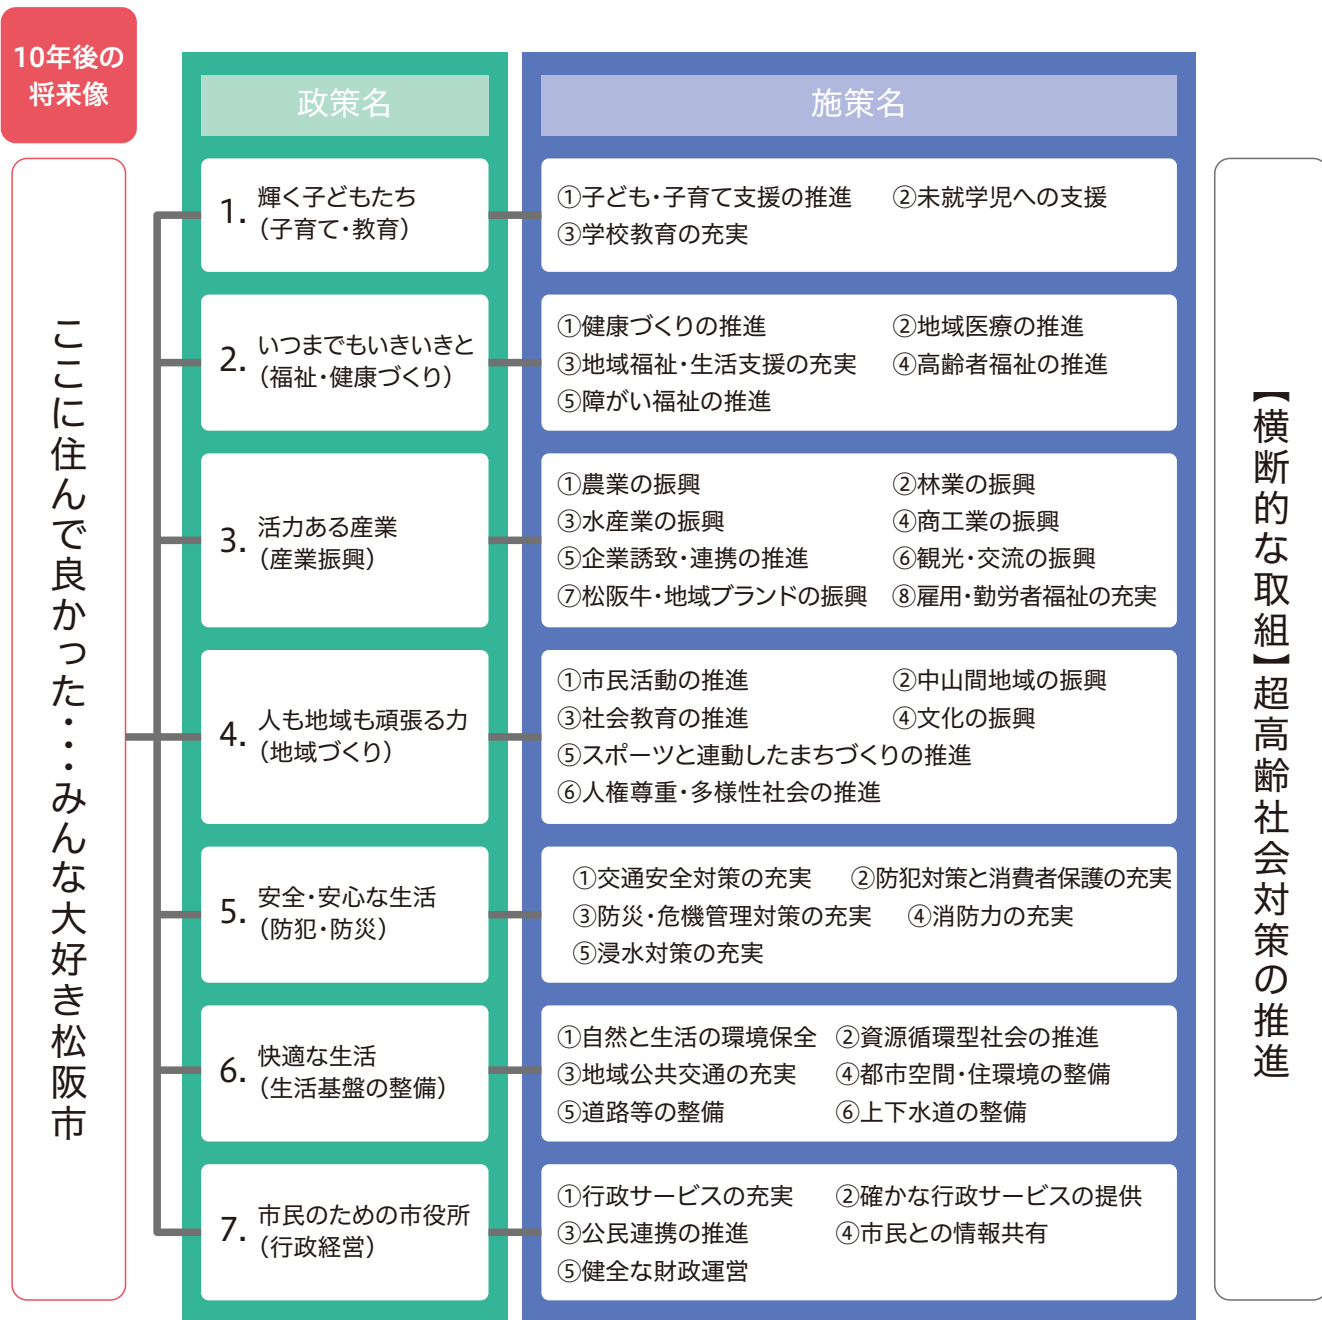 10年後の
将来像
ここに住んで良かった・・・みんな大好き松阪市
政策名
施策名
1. 輝く子どもたち
（子育て・教育）
①子ども・子育て支援の推進 ②未就学児への支援
③学校教育の充実
2. いつまでもいきいきと
（福祉・健康づくり）
①健康づくりの推進 ②地域医療の推進
③地域福祉・生活支援の充実 ④高齢者福祉の推進
⑤障がい福祉の推進
3. 活力ある産業
（産業振興）
①農業の振興 ②林業の振興
③水産業の振興 ④商工業の振興
⑤企業誘致・連携の推進 ⑥観光・交流の振興
⑦松阪牛・地域ブランドの振興 ⑧雇用・勤労者福祉の充実
4. 人も地域も頑張る力
（地域づくり）
①市民活動の推進 ②中山間地域の振興
③社会教育の推進 ④文化の振興
⑤スポーツと連動したまちづくりの推進
⑥人権尊重・多様性社会の推進
5. 安全・安心な生活
（防犯・防災）
①交通安全対策の充実 ②防犯対策と消費者保護の充実
③防災・危機管理対策の充実 ④消防力の充実
⑤浸水対策の充実
6. 快適な生活
（生活基盤の整備）
①自然と生活の環境保全 ②資源循環型社会の推進
③地域公共交通の充実 ④都市空間・住環境の整備
⑤道路等の整備 ⑥上下水道の整備
7. 市民のための市役所
（行政経営）
①行政サービスの充実 ②確かな行政サービスの提供
③公民連携の推進 ④市民との情報共有
⑤健全な財政運営
【横断的な取組】超高齢社会対策の推進